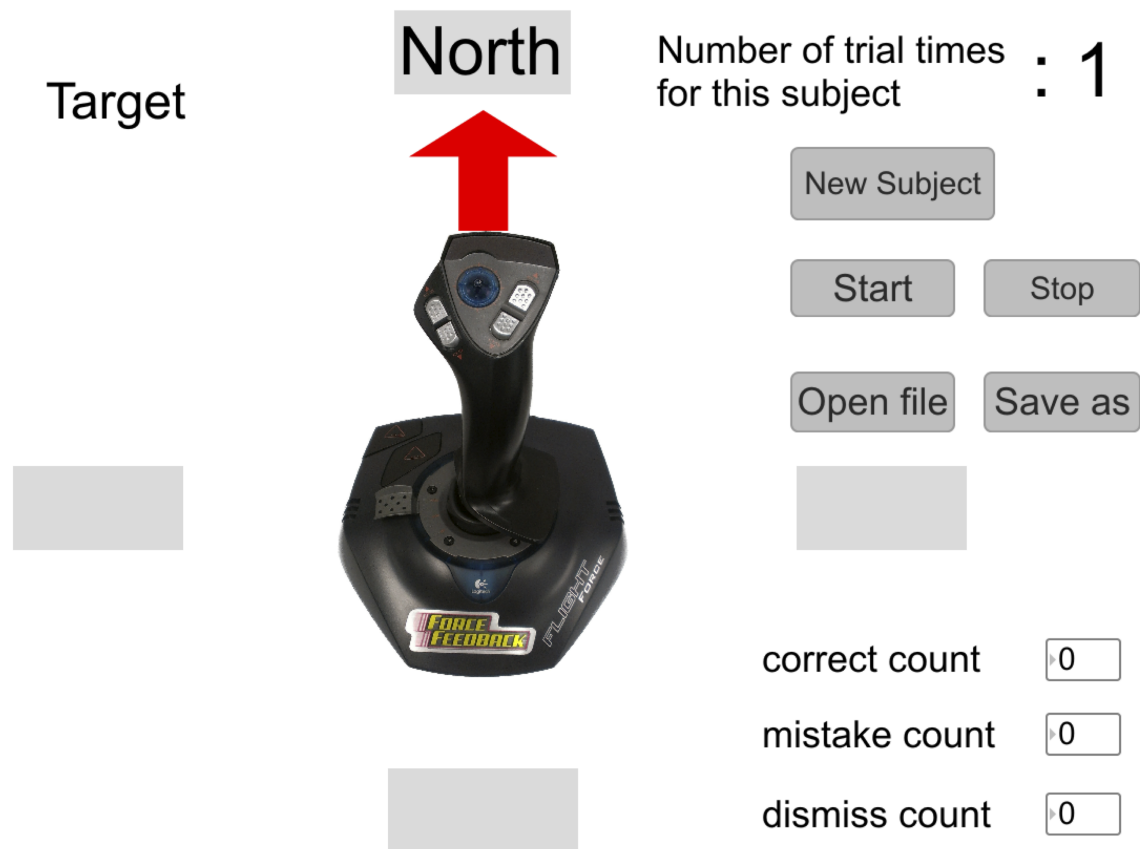 North
Target
Number of trial times
for this subject
: 1
New Subject
Start
Stop
Open file
Save as
Logitech
FLIGHT
FORCE
FORCE
FEEDBACK
correct count
0
mistake count
0
dismiss count
0